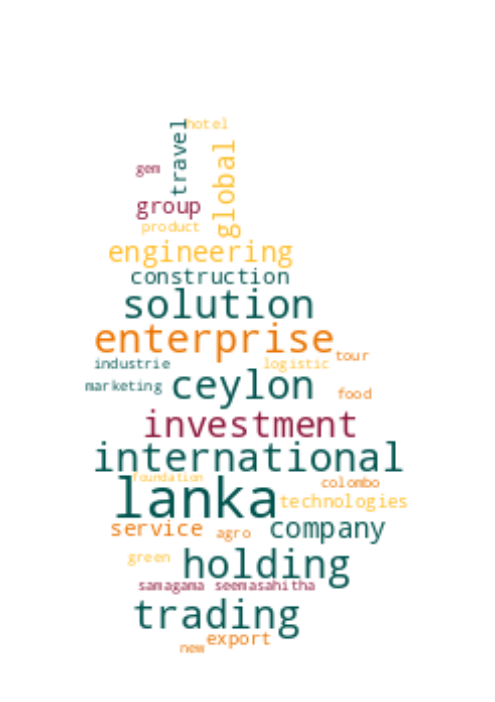 hotel
travel
global
gem
group
product
engineering
construction
solution
enterprise
tour
industrie
logistic
marketing
ceylon
food
investment
international
foundation
colombo
lanka
technologies
service
agro
company
green
holding
samagama seemasahitha
trading
export
new